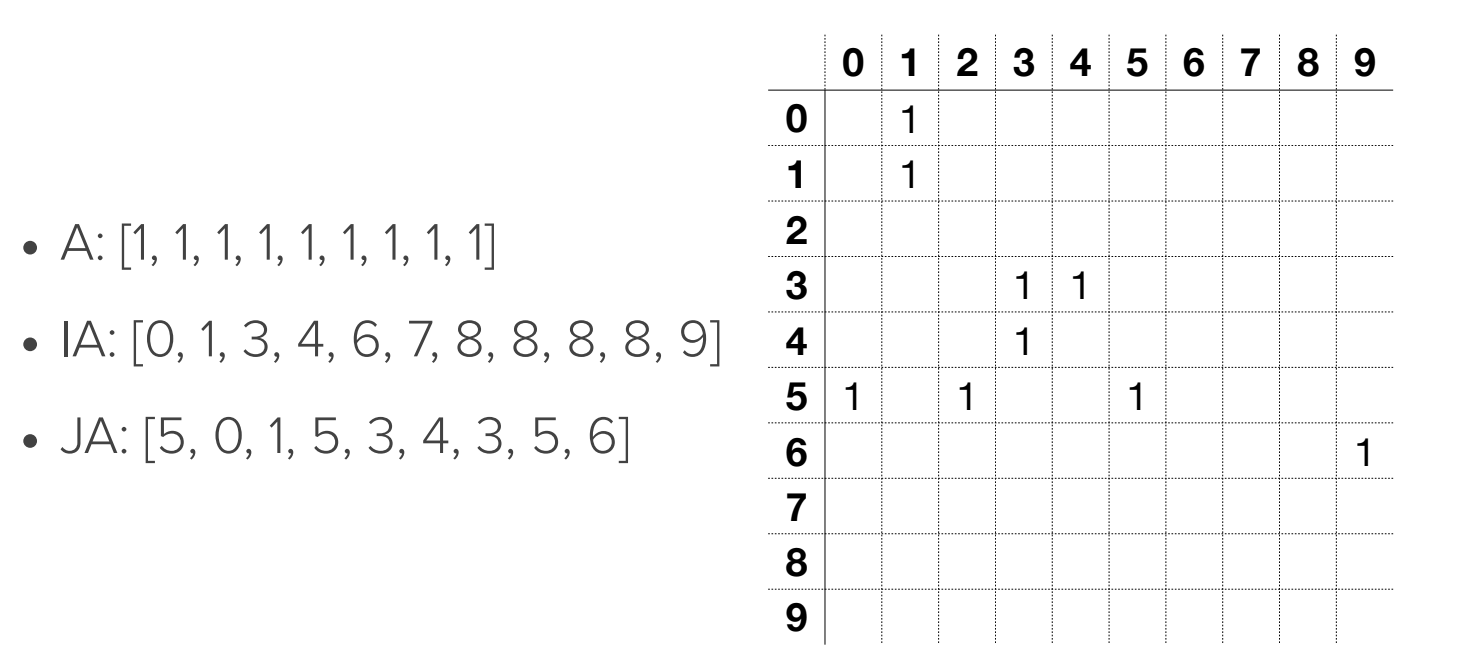 • A: [1, 1, 1, 1, 1, 1, 1, 1, 1]
• IA: [0, 1, 3, 4, 6, 7, 8, 8, 8, 8, 9]
• JA: [5, 0, 1, 5, 3, 4, 3, 5, 6]
0 1 2 3 4 5 6 7 8 9
0 1
1 1
2
3 1 1
4 1
5 1 1 1
6 1
7
8
9